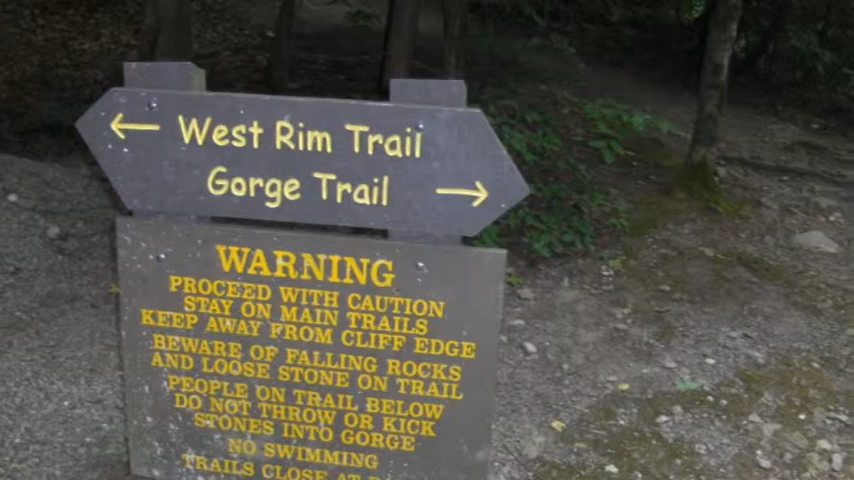 ← West Rim Trail
Gorge Trail →
WARNING
PROCEED WITH CAUTION
STAY ON MAIN TRAILS
KEEP AWAY FROM CLIFF EDGE
BEWARE OF FALLING ROCKS
AND LOOSE STONE ON TRAIL
PEOPLE ON TRAIL BELOW
DO NOT THROW OR KICK
STONES INTO GORGE
NO SWIMMING
TRAILS CLOSE AT